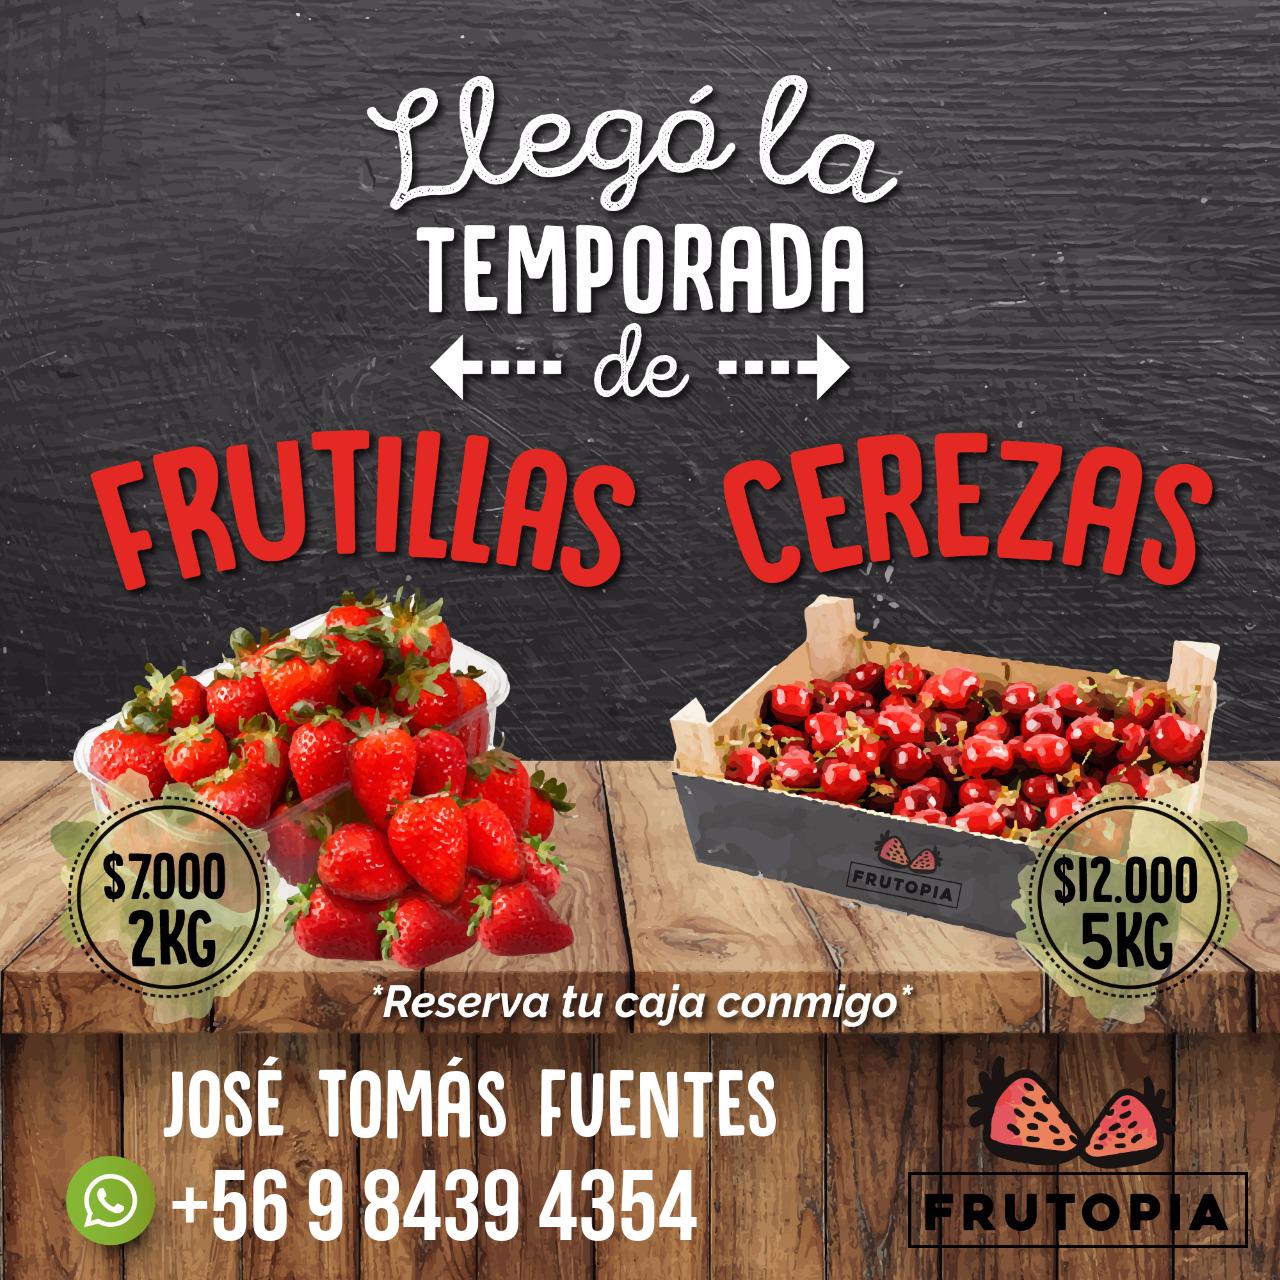 Llegó la
TEMPORADA
de
FRUTILLAS
CEREZAS
$7.000
2KG
FRUTOPIA
$12.000
5KG
*Reserva tu caja conmigo*
JOSÉ TOMÁS FUENTES
+56 9 8439 4354
FRUTOPIA